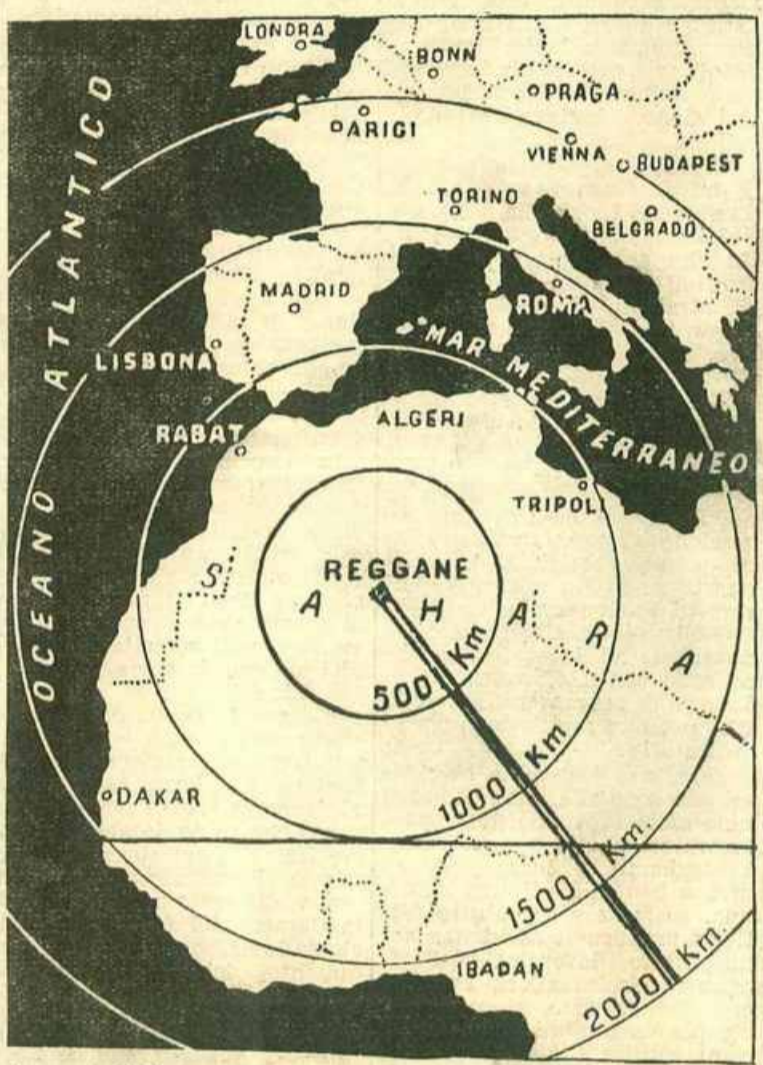 LONDRA
BONN
PRAGA
ARIGI
VIENNA
BUDAPEST
TORINO
BELGRADO
MADRID
ROMA
LISBONA
MAR MEDITERRANEO
ALGERI
RABAT
TRIPOLI
OCEANO ATLANTICO
REGGANE
SAHARA
500 Km
1000 Km
DAKAR
1500 Km.
IBADAN
2000 Km.